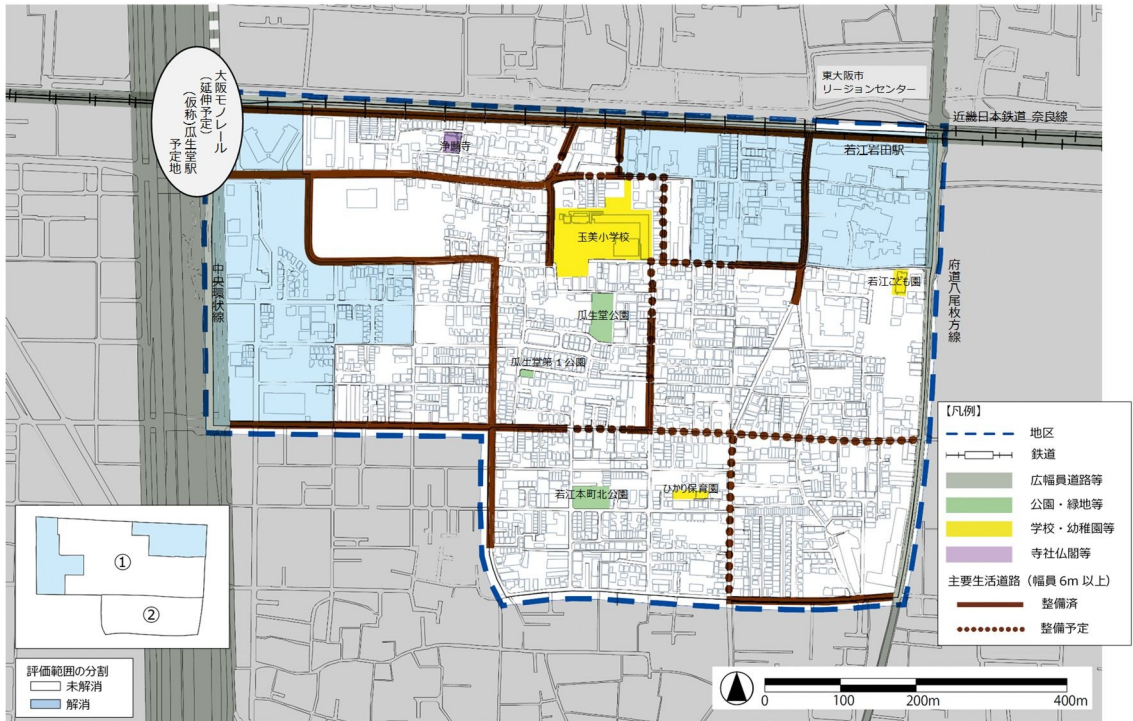 大阪モノレール
(延伸予定)
(仮称)瓜生堂駅
予定地
東大阪市
リージョンセンター
近畿日本鉄道 奈良線
若江岩田駅
玉美小学校
若江こども園
中央環状線
府道八尾枚方線
瓜生堂公園
瓜生堂第1公園
若江本町北公園
ひかり保育園
【凡例】
地区
鉄道
広幅員道路等
公園・緑地等
学校・幼稚園等
寺社仏閣等
主要生活道路(幅員6m以上)
整備済
整備予定
①
②
評価範囲の分割
未解消
解消
0 100 200m 400m